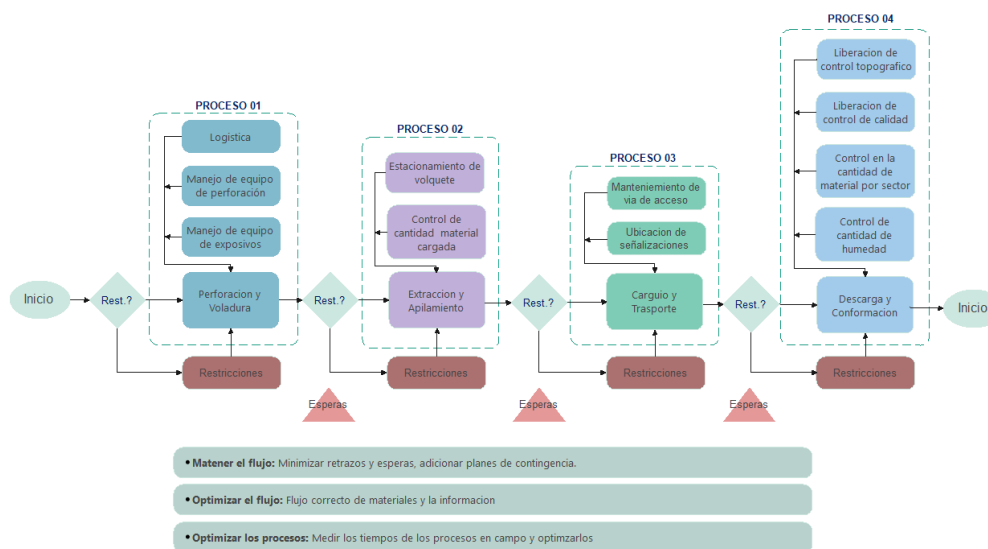 PROCESO 01
Logistica
Manejo de equipo
de perforación
Manejo de equipo
de exposivos
PROCESO 02
Estacionamiento de
volquete
Control de
cantidad material
cargada
PROCESO 03
Manteniemiento de
via de acceso
Ubicacion de
señalizaciones
PROCESO 04
Liberacion de
control topografico
Liberacion de
control de calidad
Control en la
cantidad de
material por sector
Control de
cantidad de
humedad
Inicio
Rest.?
Perforacion y
Voladura
Rest.?
Extraccion y
Apilamiento
Rest.?
Carguio y
Trasporte
Rest.?
Descarga y
Conformacion
Inicio
Restricciones
Restricciones
Restricciones
Restricciones
Esperas
Esperas
Esperas
• Matener el flujo: Minimizar retrazos y esperas, adicionar planes de contingencia.
• Optimizar el flujo: Flujo correcto de materiales y la informacion
• Optimizar los procesos: Medir los tiempos de los procesos en campo y optimzarlos